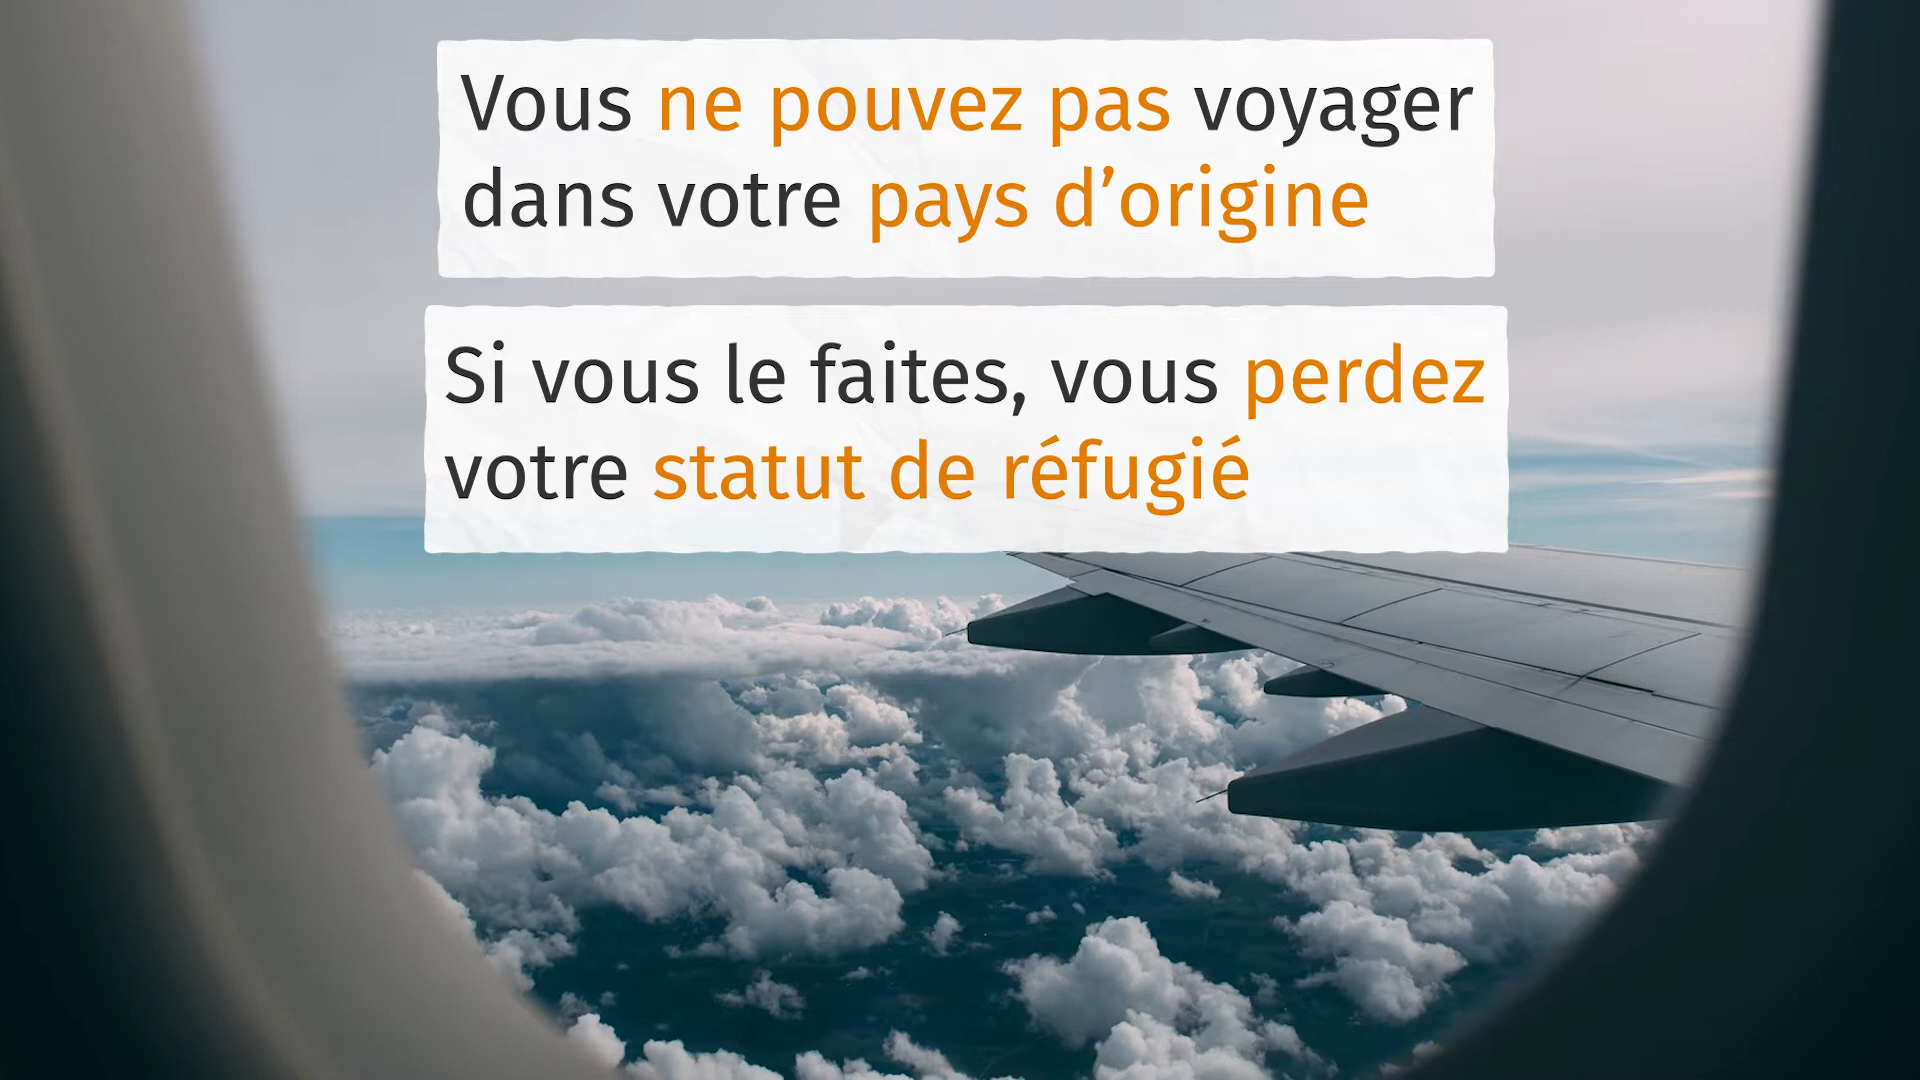 Vous ne pouvez pas voyager
dans votre pays d’origine
Si vous le faites, vous perdez
votre statut de réfugié